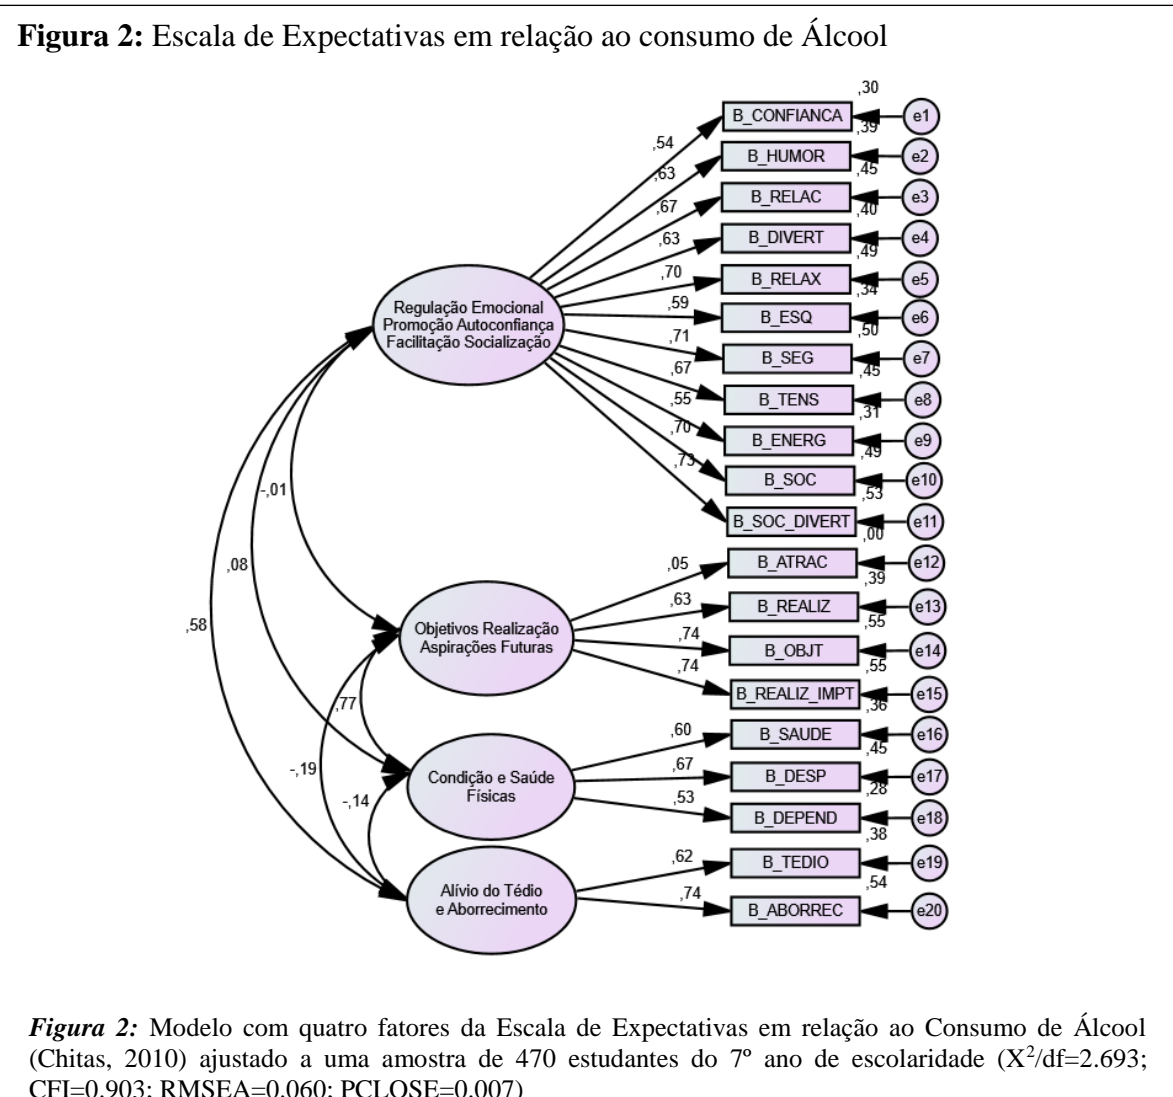 Figura 2: Escala de Expectativas em relação ao consumo de Álcool
,30
,54 B_CONFIANCA e1
,39
,63 B_HUMOR e2
,45
,67 B_RELAC e3
,40
,63 B_DIVERT e4
,49
,70 B_RELAX e5
,34
,59 B_ESQ e6
,50
,71 B_SEG e7
,45
,67 B_TENS e8
,31
,55 B_ENERG e9
,49
,70 B_SOC e10
,53
,73 B_SOC_DIVERT e11
Regulação Emocional
Promoção Autoconfiança
Facilitação Socialização
-,01
,08
,58
,00
,05 B_ATRAC e12
,39
,63 B_REALIZ e13
,55
,74 B_OBJT e14
,55
,74 B_REALIZ_IMPT e15
Objetivos Realização
Aspirações Futuras
,77
-,19
-,14
,36
,60 B_SAUDE e16
,45
,67 B_DESP e17
,28
,53 B_DEPEND e18
Condição e Saúde
Físicas
,38
,62 B_TEDIO e19
,54
,74 B_ABORREC e20
Alívio do Tédio
e Aborrecimento
Figura 2: Modelo com quatro fatores da Escala de Expectativas em relação ao Consumo de Álcool
(Chitas, 2010) ajustado a uma amostra de 470 estudantes do 7º ano de escolaridade (X²/df=2.693;
CFI=0.903; RMSEA=0.060; PCLOSE=0.007)